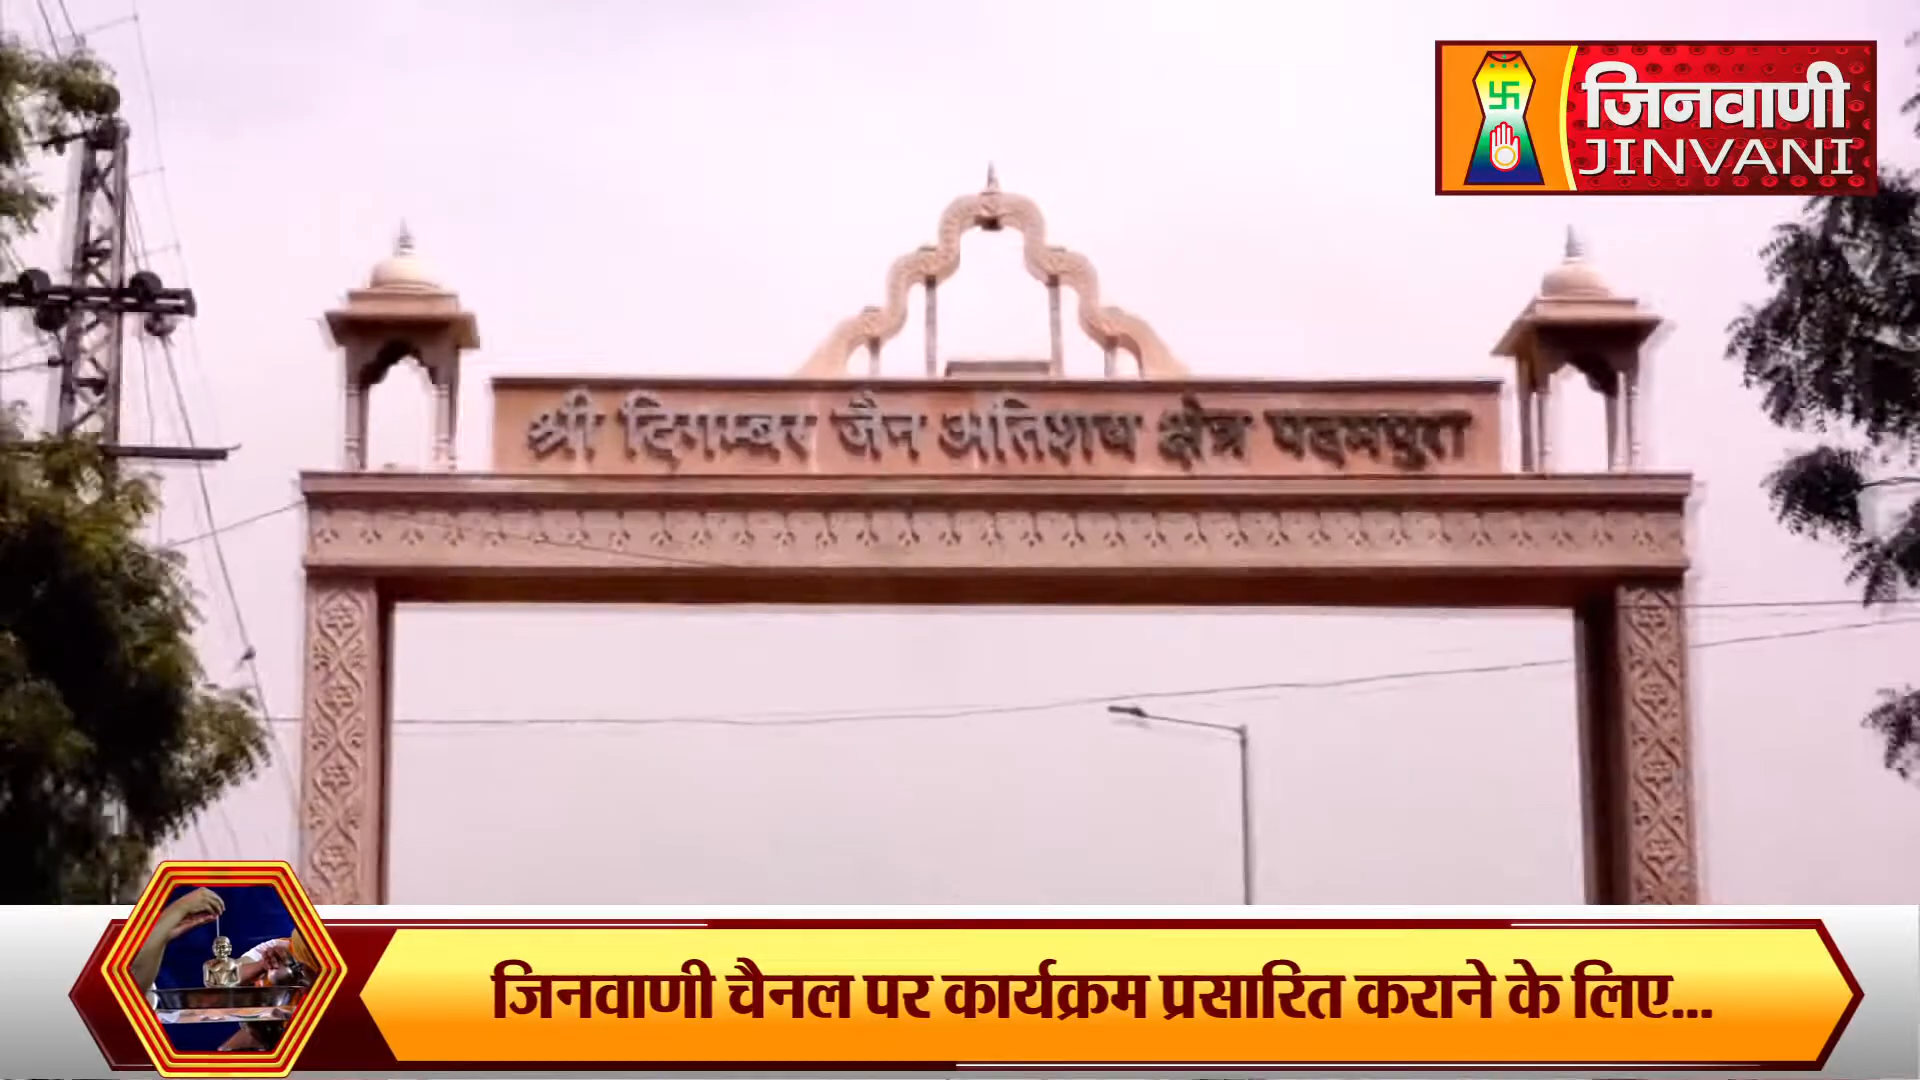 जिनवाणी
JINVANI
श्री दिगम्बर जैन अतिशय क्षेत्र पदमपुरा
जिनवाणी चैनल पर कार्यक्रम प्रसारित कराने के लिए...